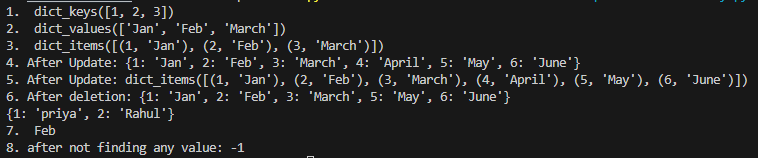 1.  dict_keys([1, 2, 3])
2.  dict_values(['Jan', 'Feb', 'March'])
3.  dict_items([(1, 'Jan'), (2, 'Feb'), (3, 'March')])
4. After Update: {1: 'Jan', 2: 'Feb', 3: 'March', 4: 'April', 5: 'May', 6: 'June'}
5. After Update: dict_items([(1, 'Jan'), (2, 'Feb'), (3, 'March'), (4, 'April'), (5, 'May'), (6, 'June')])
6. After deletion: {1: 'Jan', 2: 'Feb', 3: 'March', 5: 'May', 6: 'June'}
{1: 'priya', 2: 'Rahul'}
7.  Feb
8. after not finding any value: -1